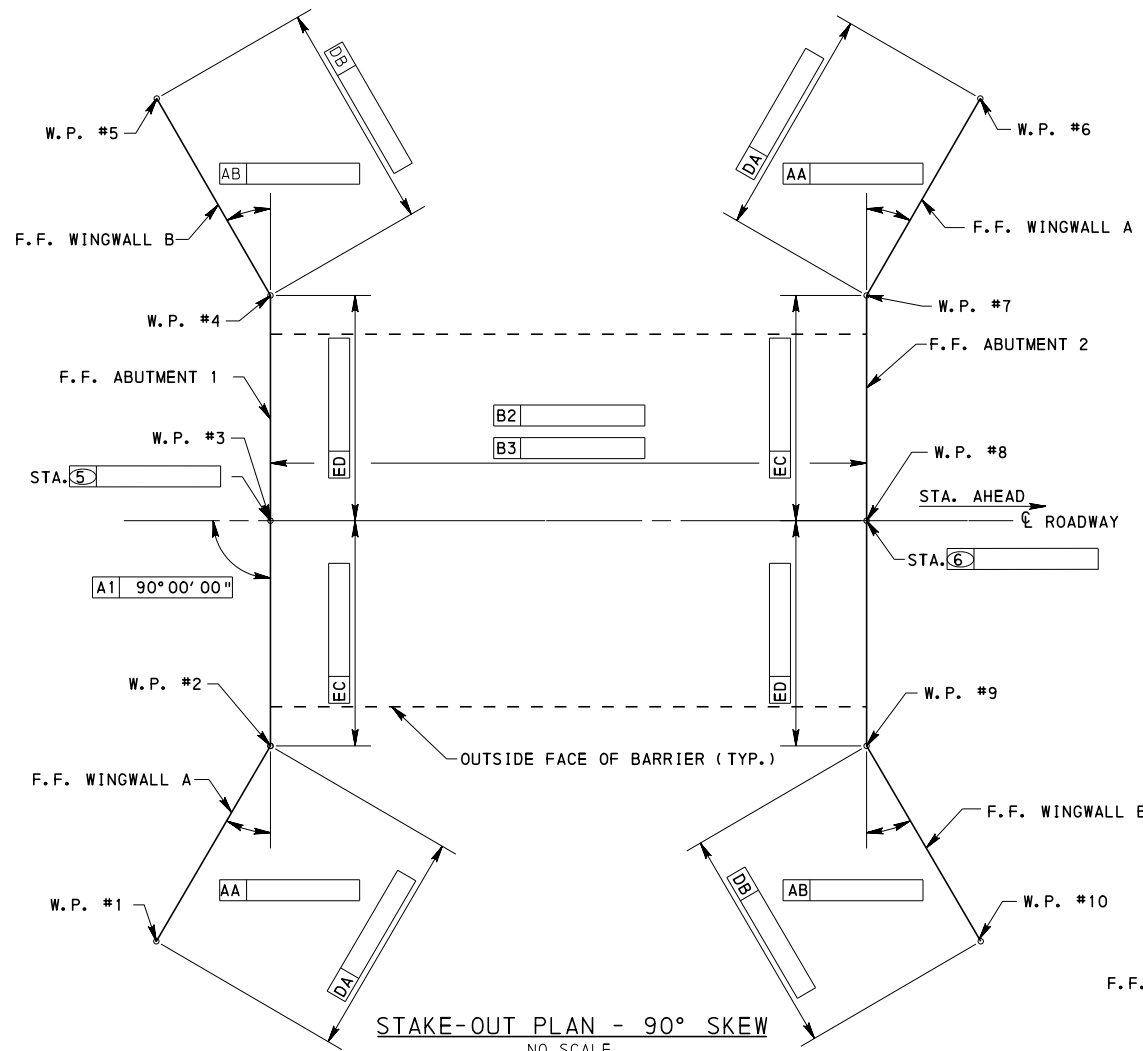 DB
W.P. #5
W.P. #6
DA
AB
AA
F.F. WINGWALL B
F.F. WINGWALL A
W.P. #4
W.P. #7
F.F. ABUTMENT 2
F.F. ABUTMENT 1
B2
W.P. #3
B3
ED
EC
W.P. #8
STA. 5
STA. AHEAD
℄ ROADWAY
STA. 6
A1 90°00'00"
EC
ED
W.P. #2
W.P. #9
OUTSIDE FACE OF BARRIER (TYP.)
F.F. WINGWALL A
F.F. WINGWALL B
AA
DB
AB
W.P. #1
W.P. #10
DA
F.F.
STAKE-OUT PLAN - 90° SKEW
NO SCALE